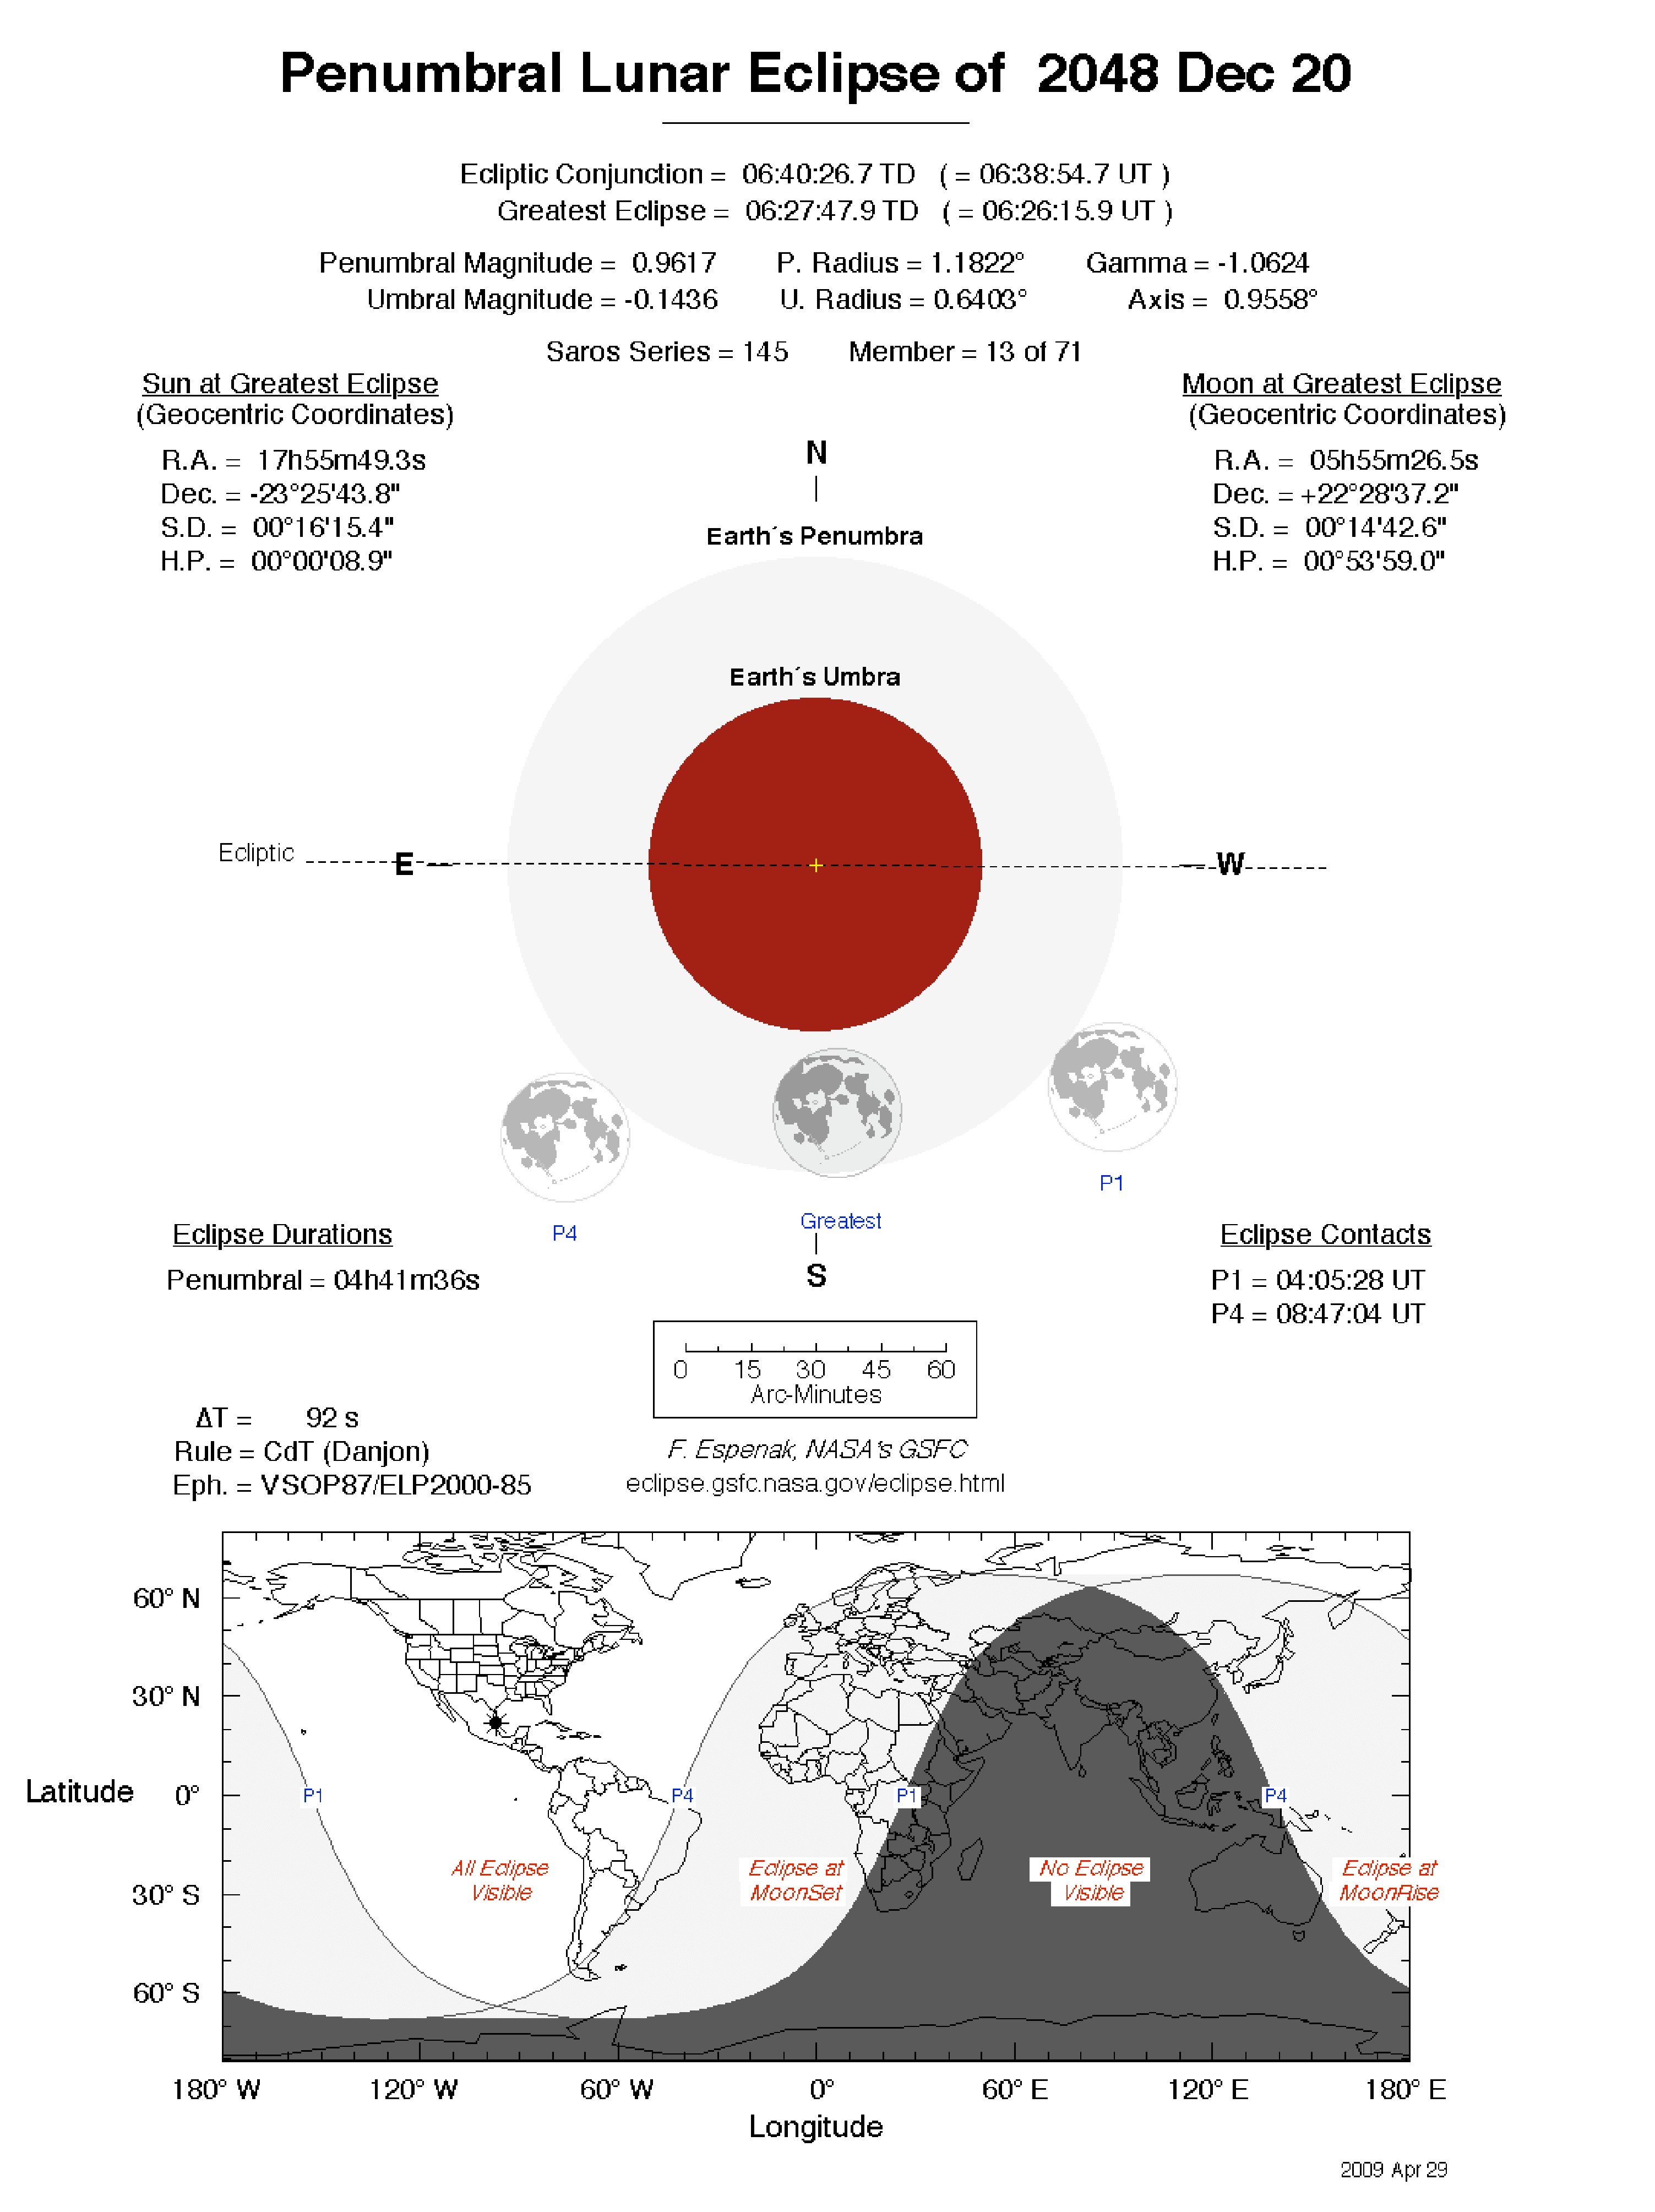 Penumbral Lunar Eclipse of 2048 Dec 20
Ecliptic Conjunction = 06:40:26.7 TD ( = 06:38:54.7 UT )
Greatest Eclipse = 06:27:47.9 TD ( = 06:26:15.9 UT )
Penumbral Magnitude = 0.9617 P. Radius = 1.1822° Gamma = -1.0624
Umbral Magnitude = -0.1436 U. Radius = 0.6403° Axis = 0.9558°
Saros Series = 145 Member = 13 of 71
Sun at Greatest Eclipse
(Geocentric Coordinates)
R.A. = 17h55m49.3s
Dec. = -23°25'43.8"
S.D. = 00°16'15.4"
H.P. = 00°00'08.9"
Moon at Greatest Eclipse
(Geocentric Coordinates)
R.A. = 05h55m26.5s
Dec. = +22°28'37.2"
S.D. = 00°14'42.6"
H.P. = 00°53'59.0"
N
Earth´s Penumbra
Earth´s Umbra
Ecliptic
E
W
P1
Greatest
P4
S
Eclipse Durations
Penumbral = 04h41m36s
Eclipse Contacts
P1 = 04:05:28 UT
P4 = 08:47:04 UT
0 15 30 45 60
Arc-Minutes
ΔT = 92 s
Rule = CdT (Danjon)
Eph. = VSOP87/ELP2000-85
F. Espenak, NASA's GSFC
eclipse.gsfc.nasa.gov/eclipse.html
60° N
30° N
Latitude 0°
30° S
60° S
P1 P4 P1 P4
All Eclipse
Visible
Eclipse at
MoonSet
No Eclipse
Visible
Eclipse at
MoonRise
180° W 120° W 60° W 0° 60° E 120° E 180° E
Longitude
2009 Apr 29